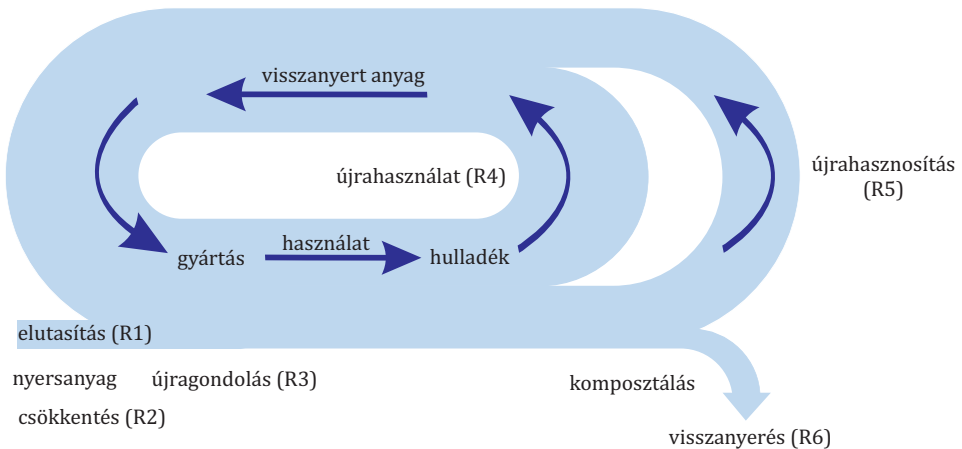 visszanyert anyag
újrahasználat (R4)
újrahasznosítás
(R5)
használat
gyártás
hulladék
elutasítás (R1)
nyersanyag
újragondolás (R3)
komposztálás
csökkentés (R2)
visszanyerés (R6)